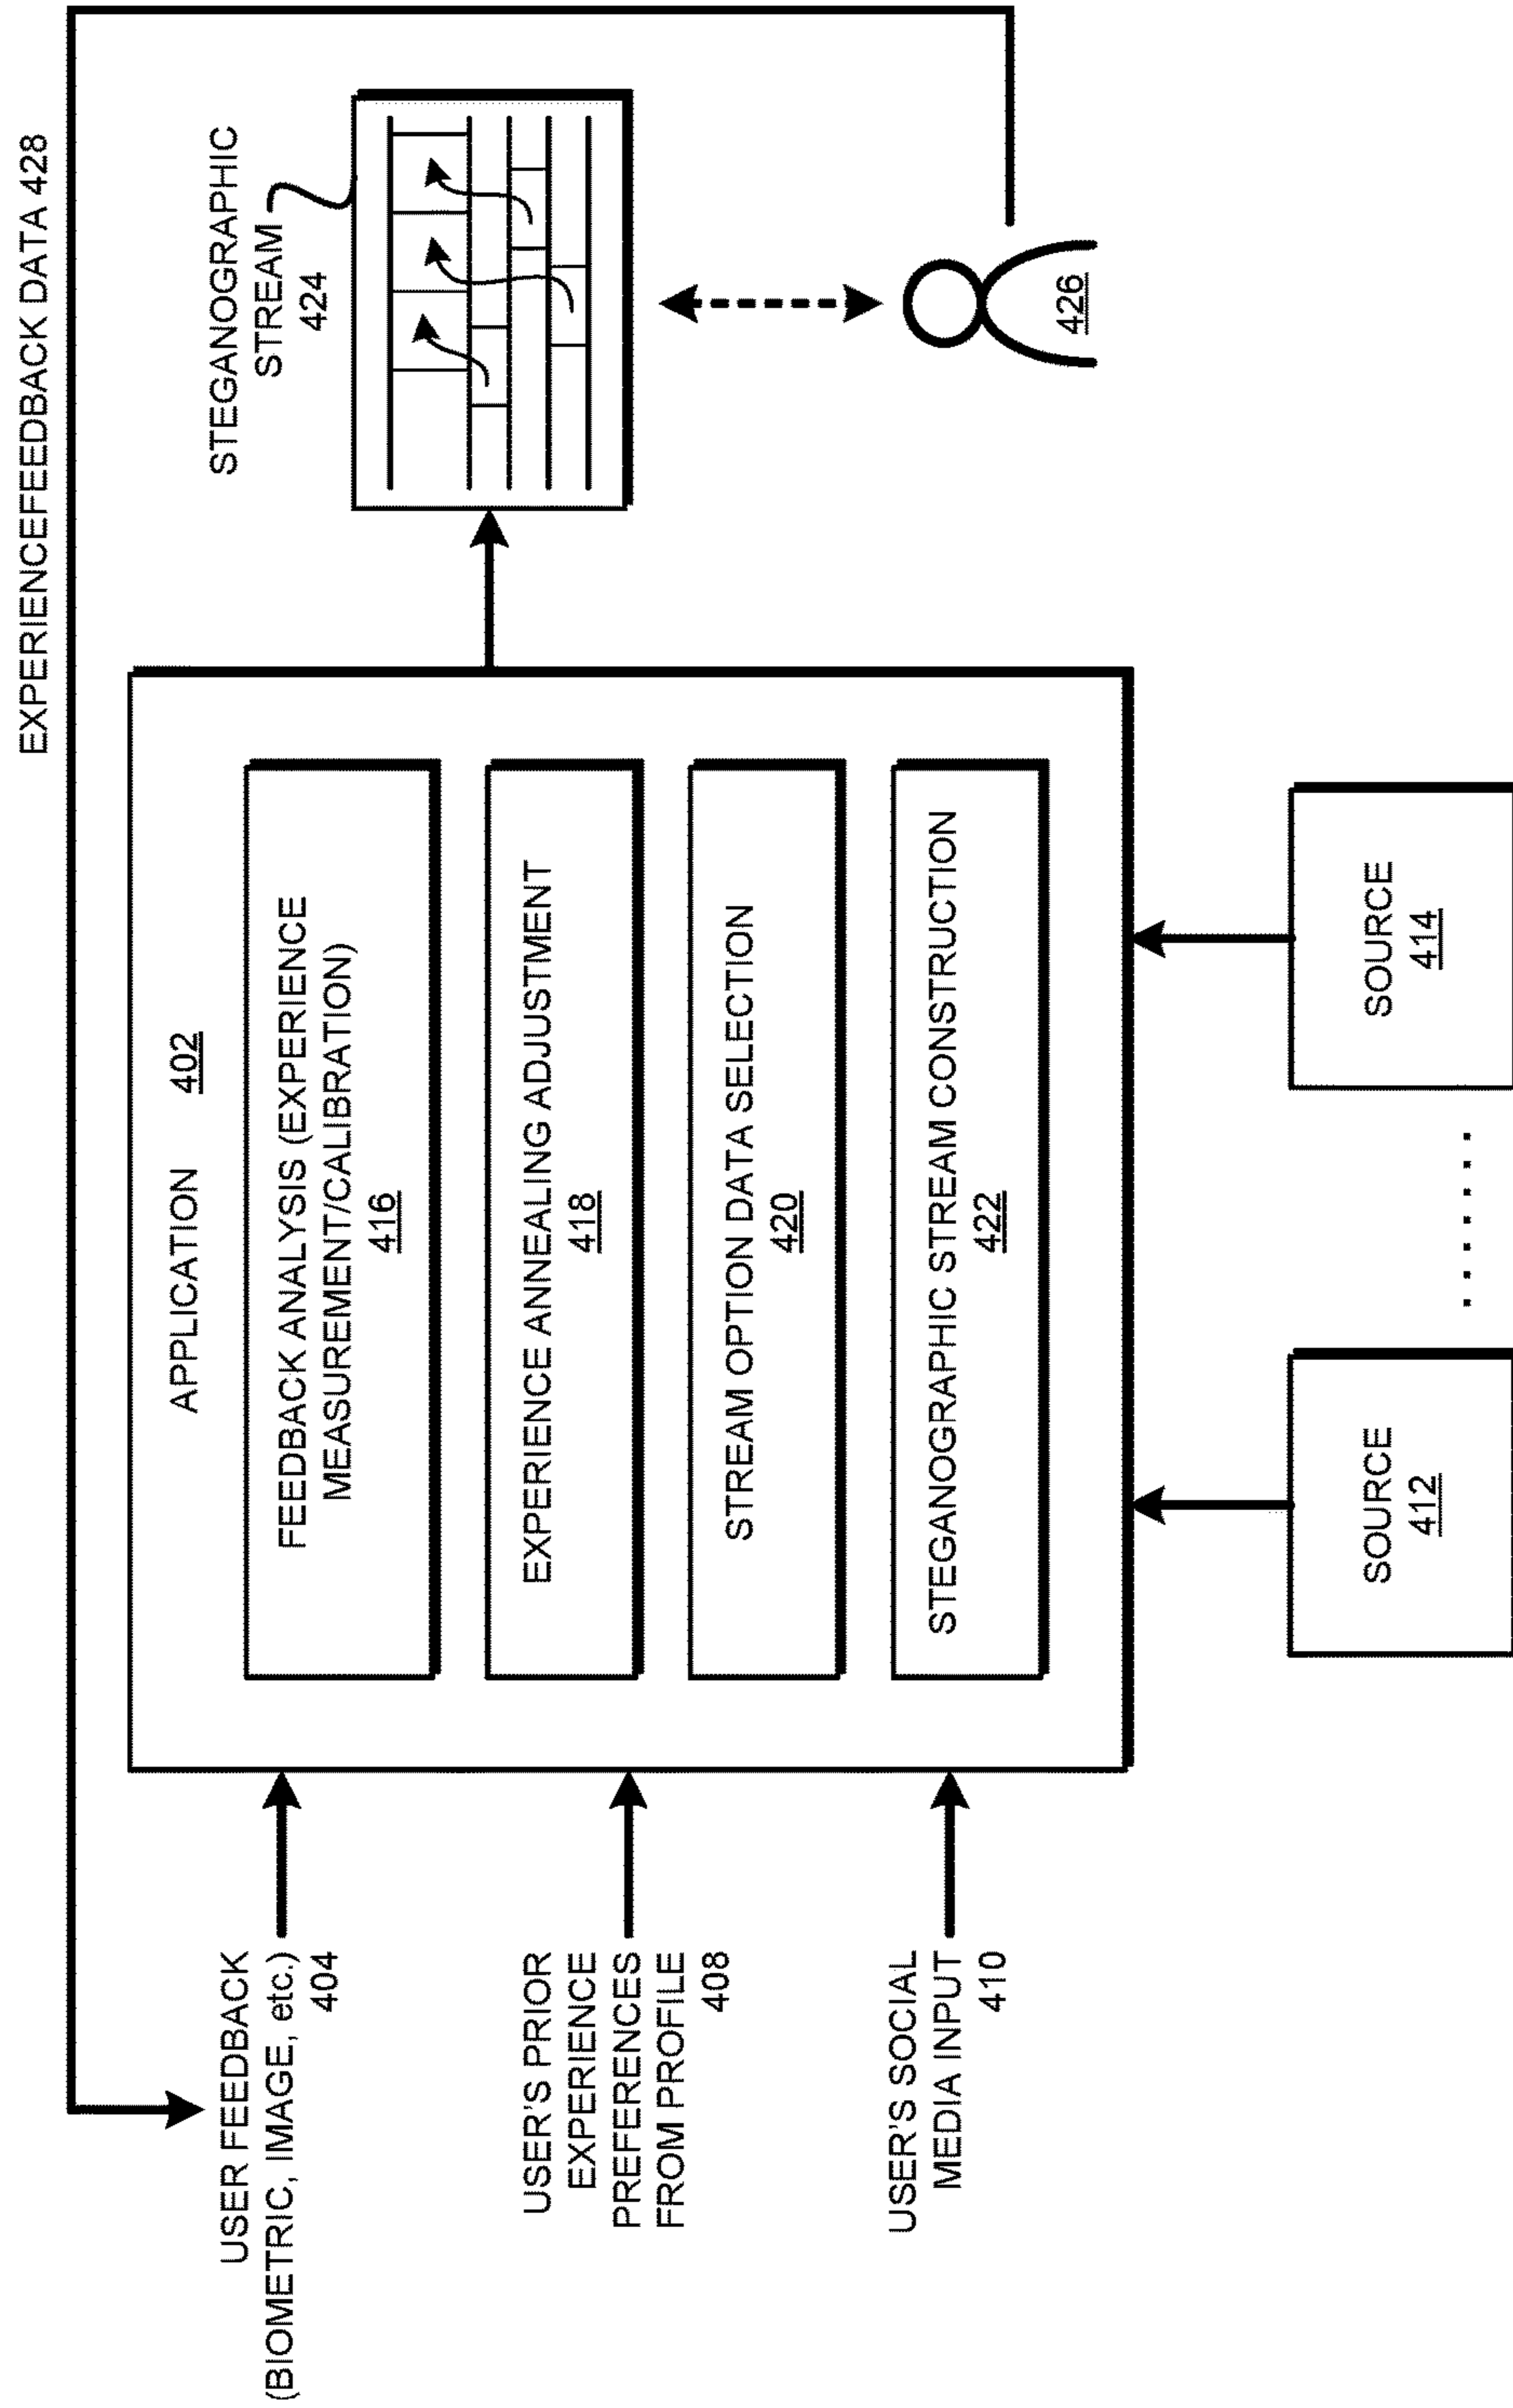 EXPERIENCEFEEDBACK DATA 428
USER FEEDBACK
(BIOMETRIC, IMAGE, etc.)
404
USER'S PRIOR
EXPERIENCE
PREFERENCES
FROM PROFILE
408
USER'S SOCIAL
MEDIA INPUT
410
APPLICATION 402
FEEDBACK ANALYSIS (EXPERIENCE
MEASUREMENT/CALIBRATION)
416
EXPERIENCE ANNEALING ADJUSTMENT
418
STREAM OPTION DATA SELECTION
420
STEGANOGRAPHIC STREAM CONSTRUCTION
422
STEGANOGRAPHIC
STREAM
424
426
SOURCE
412
SOURCE
414